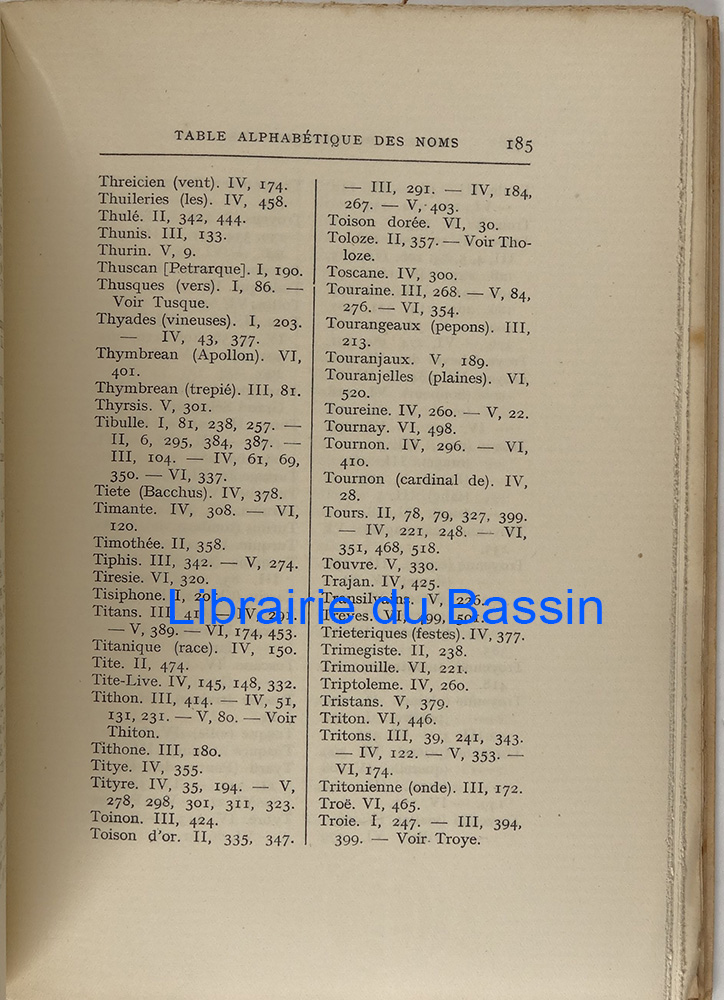 TABLE ALPHABÉTIQUE DES NOMS 185
Threicien (vent). IV, 174.
Thuileries (les). IV, 458.
Thulé. II, 342, 444.
Thunis. III, 133.
Thurin. V, 9.
Thuscan [Petrarque]. I, 190.
Thusques (vers). I, 86. —
Voir Tusque.
Thyades (vineuses). I, 203.
— IV, 43, 377.
Thymbrean (Apollon). VI,
401.
Thymbrean (trepié). III, 81.
Thyrsis. V, 301.
Tibulle. I, 81, 238, 257. —
II, 6, 295, 384, 387. —
III, 104. — IV, 61, 69,
350. — VI, 337.
Tiete (Bacchus). IV, 378.
Timante. IV, 308. — VI,
120.
Timothée. II, 358.
Tiphis. III, 342. — V, 274.
Tiresie. VI, 320.
Tisiphone. I,
Titans. III, 41. — IV, 291.
— V, 389. — VI, 174, 453.
Titanique (race). IV, 150.
Tite. II, 474.
Tite-Live. IV, 145, 148, 332.
Tithon. III, 414. — IV, 51,
131, 231. — V, 80. — Voir
Thiton.
Tithone. III, 180.
Titye. IV, 355.
Tityre. IV, 35, 194. — V,
278, 298, 301, 311, 323.
Toinon. III, 424.
Toison d'or. II, 335, 347.
— III, 291. — IV, 184,
267. — V, 403.
Toison dorée. VI, 30.
Toloze. II, 357. — Voir Tho-
loze.
Toscane. IV, 300.
Touraine. III, 268. — V, 84,
276. — VI, 354.
Tourangeaux (pepons). III,
213.
Touranjaux. V, 189.
Touranjelles (plaines). VI,
520.
Toureine. IV, 260. — V, 22.
Tournay. VI, 498.
Tournon. IV, 296. — VI,
410.
Tournon (cardinal de). IV,
28.
Tours. II, 78, 79, 327, 399.
— IV, 221, 248. — VI,
351, 468, 518.
Touvre. V, 330.
Trajan. IV, 425.
Transilvains. V, 226.
Treves. VI, 499, 501.
Trieteriques (festes). IV, 377.
Trimegiste. II, 238.
Trimouille. VI, 221.
Triptoleme. IV, 260.
Tristans. V, 379.
Triton. VI, 446.
Tritons. III, 39, 241, 343.
— IV, 122. — V, 353. —
VI, 174.
Tritonienne (onde). III, 172.
Troë. VI, 465.
Troie. I, 247. — III, 394,
399. — Voir Troye.
Librairie du Bassin